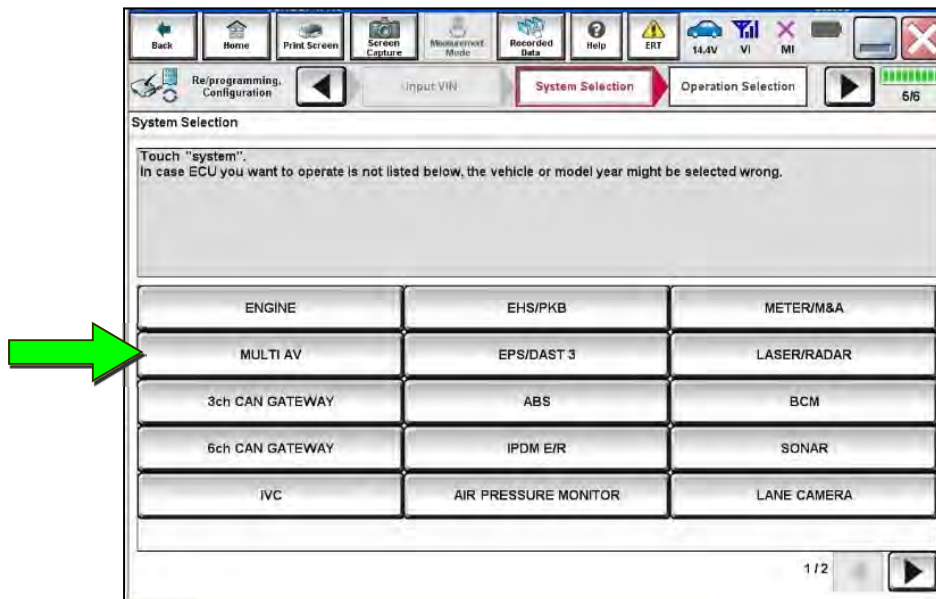 Back
Home
Print Screen
Screen Capture
Measurement Mode
Recorded Data
Help
ERT
14.4V
VI
MI
Re/programming, Configuration
Input VIN
System Selection
Operation Selection
5/6
System Selection
Touch "system".
In case ECU you want to operate is not listed below, the vehicle or model year might be selected wrong.
ENGINE
EHS/PKB
METER/M&A
MULTI AV
EPS/DAST 3
LASER/RADAR
3ch CAN GATEWAY
ABS
BCM
6ch CAN GATEWAY
IPDM E/R
SONAR
IVC
AIR PRESSURE MONITOR
LANE CAMERA
1/2